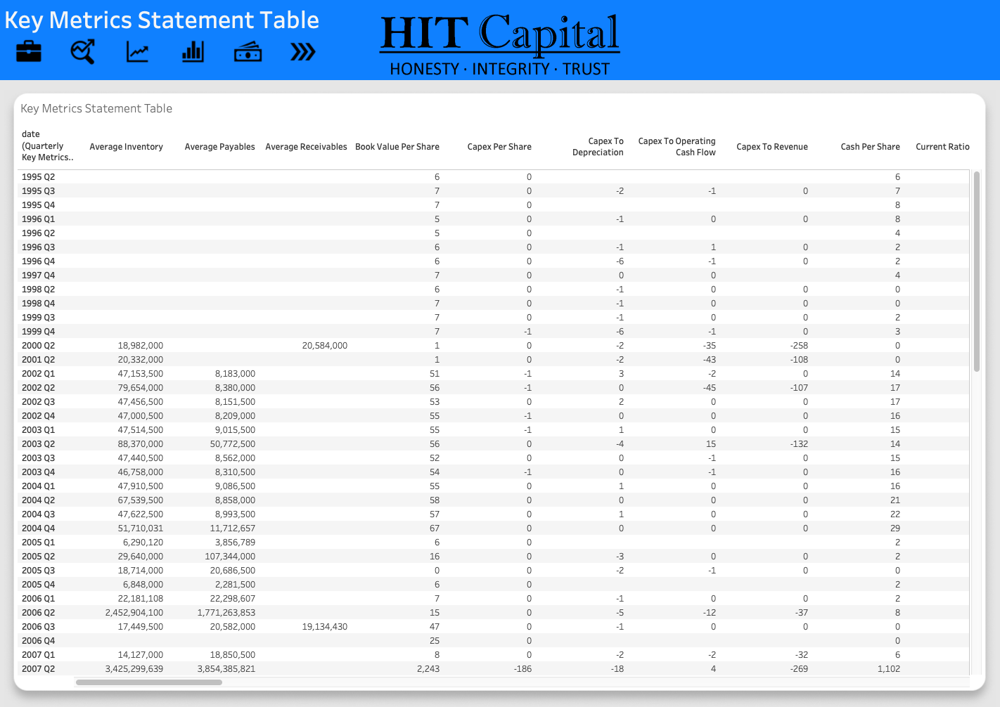 Key Metrics Statement Table
HIT Capital
HONESTY · INTEGRITY · TRUST
Key Metrics Statement Table
date (Quarterly Key Metrics.. Average Inventory Average Payables Average Receivables Book Value Per Share Capex Per Share Capex To Depreciation Capex To Operating Cash Flow Capex To Revenue Cash Per Share Current Ratio
1995 Q2 6 0 6
1995 Q3 7 0 -2 -1 0 7
1995 Q4 7 0 8
1996 Q1 5 0 -1 0 0 8
1996 Q2 5 0 4
1996 Q3 6 0 -1 1 0 2
1996 Q4 6 0 -6 -1 0 2
1997 Q4 7 0 0 0 4
1998 Q2 6 0 -1 0 0 0
1998 Q4 7 0 -1 0 0 0
1999 Q3 7 0 -1 0 0 2
1999 Q4 7 -1 -6 -1 0 3
2000 Q2 18,982,000 20,584,000 1 0 -2 -35 -258 0
2001 Q2 20,332,000 1 0 -2 -43 -108 0
2002 Q1 47,153,500 8,183,000 51 -1 3 -2 0 14
2002 Q2 79,654,000 8,380,000 56 -1 0 -45 -107 17
2002 Q3 47,456,500 8,151,500 53 0 2 0 0 17
2002 Q4 47,000,500 8,209,000 55 -1 0 0 0 16
2003 Q1 47,514,500 9,015,500 55 -1 1 0 0 15
2003 Q2 88,370,000 50,772,500 56 0 -4 15 -132 14
2003 Q3 47,440,500 8,562,000 52 0 0 -1 0 15
2003 Q4 46,758,000 8,310,500 54 -1 0 -1 0 16
2004 Q1 47,910,500 9,086,500 55 0 1 0 0 16
2004 Q2 67,539,500 8,858,000 58 0 0 0 0 21
2004 Q3 47,622,500 8,993,500 57 0 1 0 0 22
2004 Q4 51,710,031 11,712,657 67 0 0 0 0 29
2005 Q1 6,290,120 3,856,789 6 0 2
2005 Q2 29,640,000 107,344,000 16 0 -3 0 0 2
2005 Q3 18,714,000 20,686,500 0 0 -2 -1 0 0
2005 Q4 6,848,000 2,281,500 6 0 2
2006 Q1 22,181,108 22,298,607 7 0 -1 0 0 2
2006 Q2 2,452,904,100 1,771,263,853 15 0 -5 -12 -37 8
2006 Q3 17,449,500 20,582,000 19,134,430 47 0 -1 0 0 0
2006 Q4 25 0 0
2007 Q1 14,127,000 18,850,500 8 0 -2 -2 -32 6
2007 Q2 3,425,299,639 3,854,385,821 2,243 -186 -18 4 -269 1,102